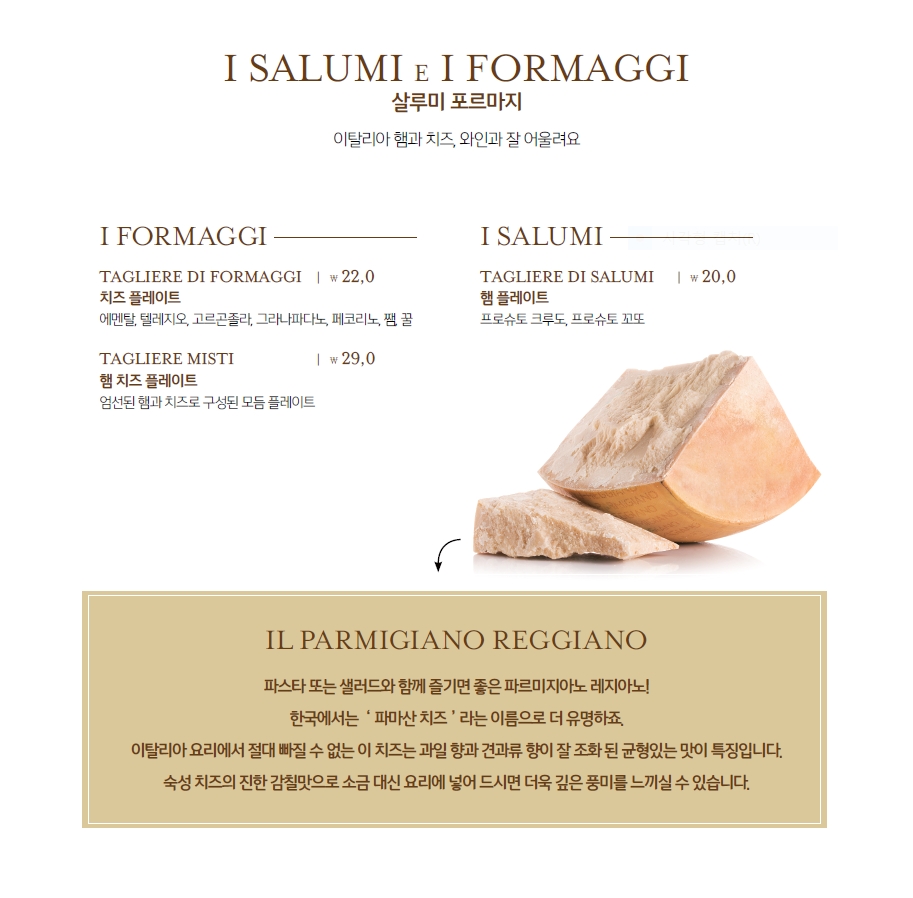 I SALUMI E I FORMAGGI
살루미 포르마지
이탈리아 햄과 치즈, 와인과 잘 어울려요
I FORMAGGI
TAGLIERE DI FORMAGGI | ₩ 22,0
치즈 플레이트
에멘탈, 텔레지오, 고르곤졸라, 그라나파다노, 페코리노, 쨈, 꿀
TAGLIERE MISTI | ₩ 29,0
햄 치즈 플레이트
엄선된 햄과 치즈로 구성된 모듬 플레이트
I SALUMI
TAGLIERE DI SALUMI | ₩ 20,0
햄 플레이트
프로슈토 크루도, 프로슈토 꼬또
IL PARMIGIANO REGGIANO
파스타 또는 샐러드와 함께 즐기면 좋은 파르미지아노 레지아노!
한국에서는 ‘ 파마산 치즈 ’ 라는 이름으로 더 유명하죠.
이탈리아 요리에서 절대 빠질 수 없는 이 치즈는 과일 향과 견과류 향이 잘 조화 된 균형있는 맛이 특징입니다.
숙성 치즈의 진한 감칠맛으로 소금 대신 요리에 넣어 드시면 더욱 깊은 풍미를 느끼실 수 있습니다.